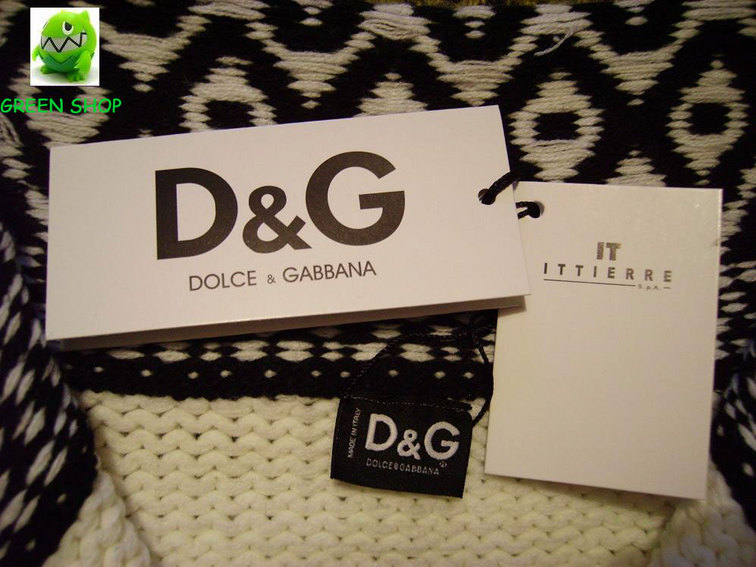 GREEN SHOP
D&G
DOLCE & GABBANA
IT
ITTIERRE
S.p.A.
MADE IN ITALY
D&G®
DOLCE&GABBANA